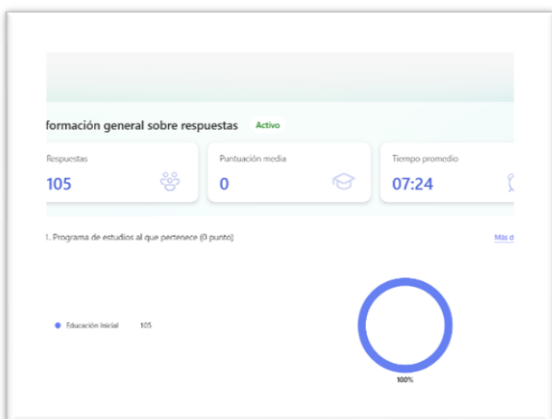 formación general sobre respuestas Activo
Respuestas
105
Puntuación media
0
Tiempo promedio
07:24
1. Programa de estudios al que pertenece (0 punto)
Más d
Educación Inicial 105
100%